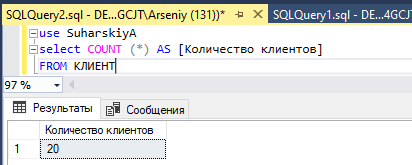 SQLQuery2.sql - DE...GCJT\Arseniy (131))*
SQLQuery1.sql - DE...4GCJT
use SuharskiyA
select COUNT (*) AS [Количество клиентов]
FROM КЛИЕНТ
97 %
Результаты Сообщения
Количество клиентов
1 20